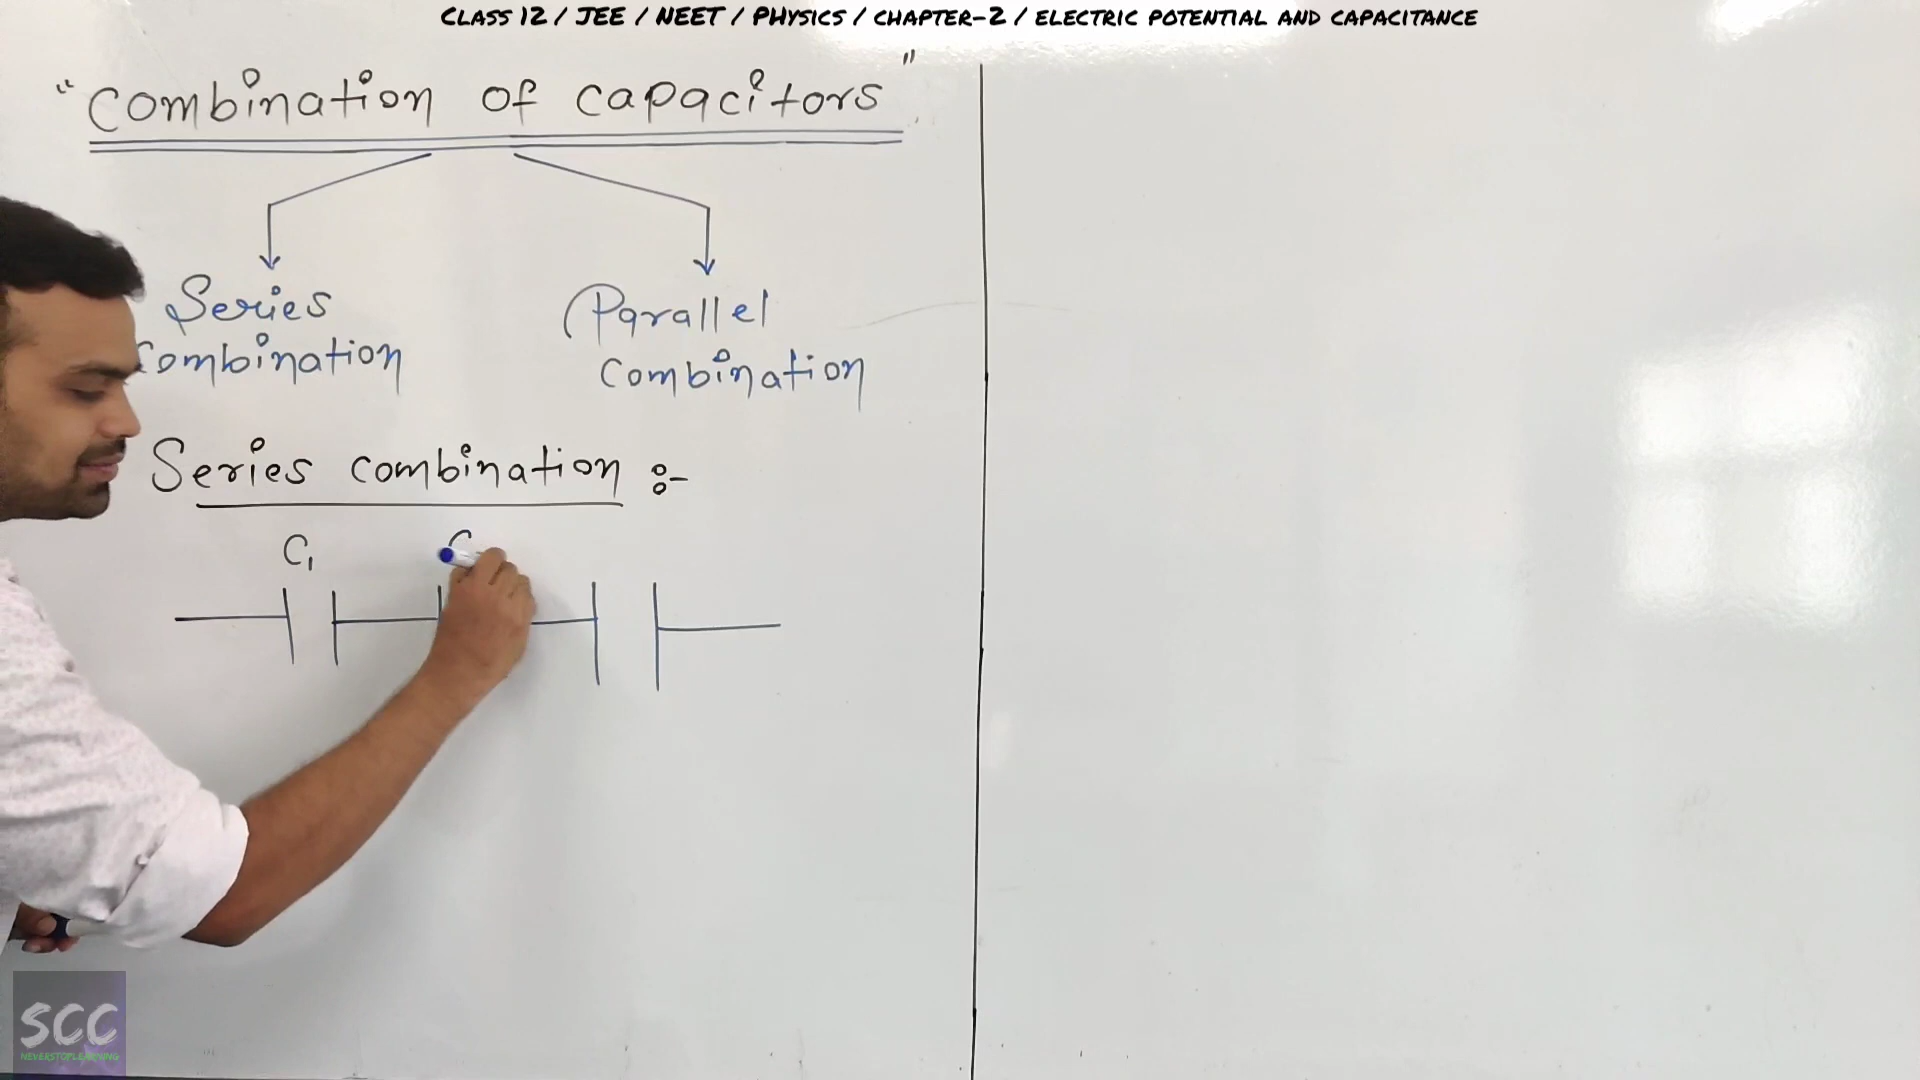 CLASS 12 / JEE / NEET / PHYSICS / CHAPTER-2 / ELECTRIC POTENTIAL AND CAPACITANCE
"Combination of capacitors"
Series
Combination
Parallel
Combination
Series combination :-
C1
C
SCC
NEVERSTOPLEARNING